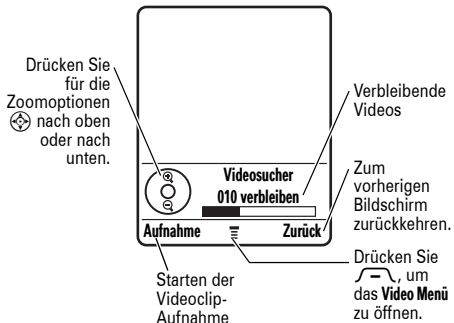 Drücken Sie
für die
Zoomoptionen
nach oben
oder nach
unten.
Verbleibende
Videos
Videosucher
010 verbleiben
Zum
vorherigen
Bildschirm
zurückkehren.
Aufnahme
Zurück
Starten der
Videoclip-
Aufnahme
Drücken Sie
, um
das Video Menü
zu öffnen.